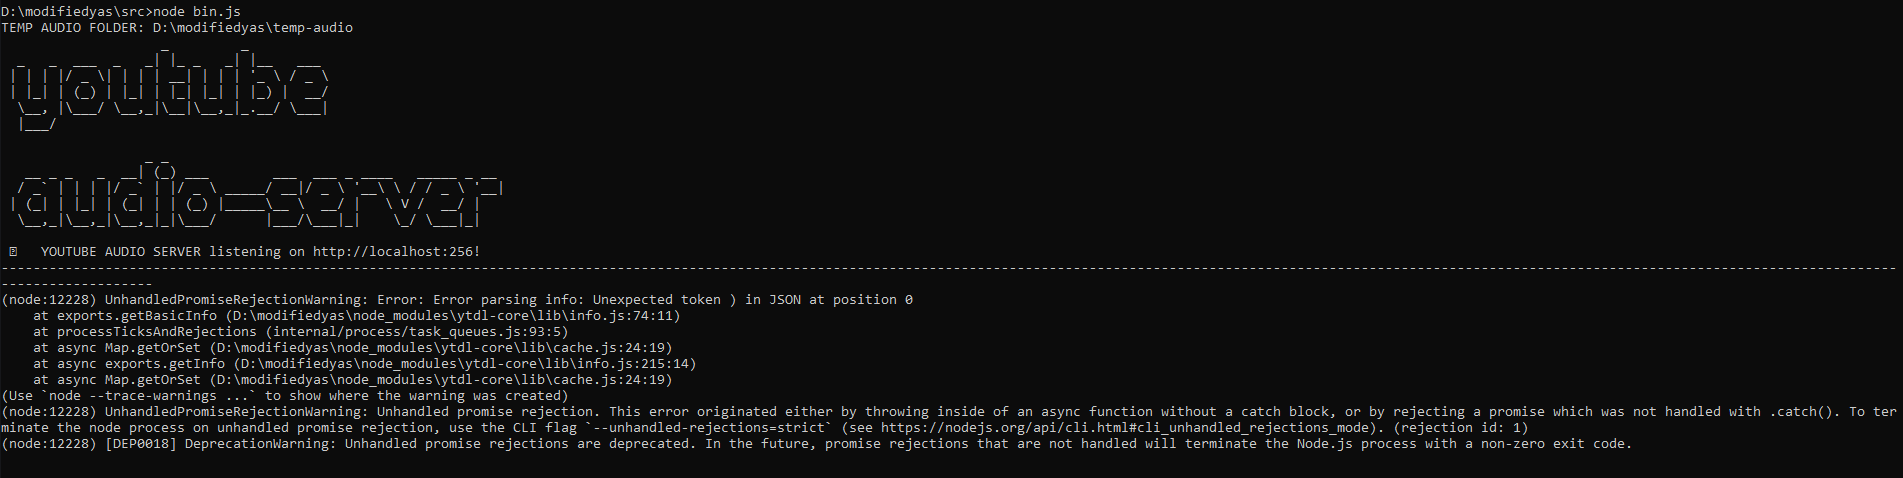 D:\modifiedyas\src>node bin.js
TEMP AUDIO FOLDER: D:\modifiedyas\temp-audio
youtube
audio-server
YOUTUBE AUDIO SERVER listening on http://localhost:256!
(node:12228) UnhandledPromiseRejectionWarning: Error: Error parsing info: Unexpected token ) in JSON at position 0
    at exports.getBasicInfo (D:\modifiedyas\node_modules\ytdl-core\lib\info.js:74:11)
    at processTicksAndRejections (internal/process/task_queues.js:93:5)
    at async Map.getOrSet (D:\modifiedyas\node_modules\ytdl-core\lib\cache.js:24:19)
    at async exports.getInfo (D:\modifiedyas\node_modules\ytdl-core\lib\info.js:215:14)
    at async Map.getOrSet (D:\modifiedyas\node_modules\ytdl-core\lib\cache.js:24:19)
(Use `node --trace-warnings ...` to show where the warning was created)
(node:12228) UnhandledPromiseRejectionWarning: Unhandled promise rejection. This error originated either by throwing inside of an async function without a catch block, or by rejecting a promise which was not handled with .catch(). To ter
minate the node process on unhandled promise rejection, use the CLI flag `--unhandled-rejections=strict` (see https://nodejs.org/api/cli.html#cli_unhandled_rejections_mode). (rejection id: 1)
(node:12228) [DEP0018] DeprecationWarning: Unhandled promise rejections are deprecated. In the future, promise rejections that are not handled will terminate the Node.js process with a non-zero exit code.